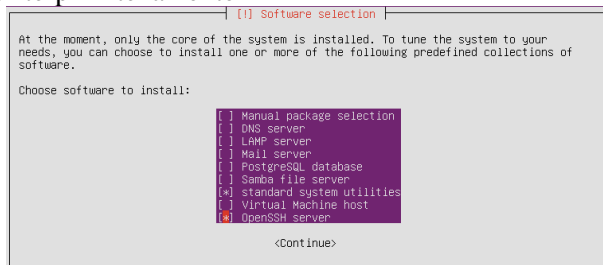 [!] Software selection
At the moment, only the core of the system is installed. To tune the system to your
needs, you can choose to install one or more of the following predefined collections of
software.
Choose software to install:
[ ] Manual package selection
[ ] DNS server
[ ] LAMP server
[ ] Mail server
[ ] PostgreSQL database
[ ] Samba file server
[*] standard system utilities
[ ] Virtual Machine host
[*] OpenSSH server
<Continue>